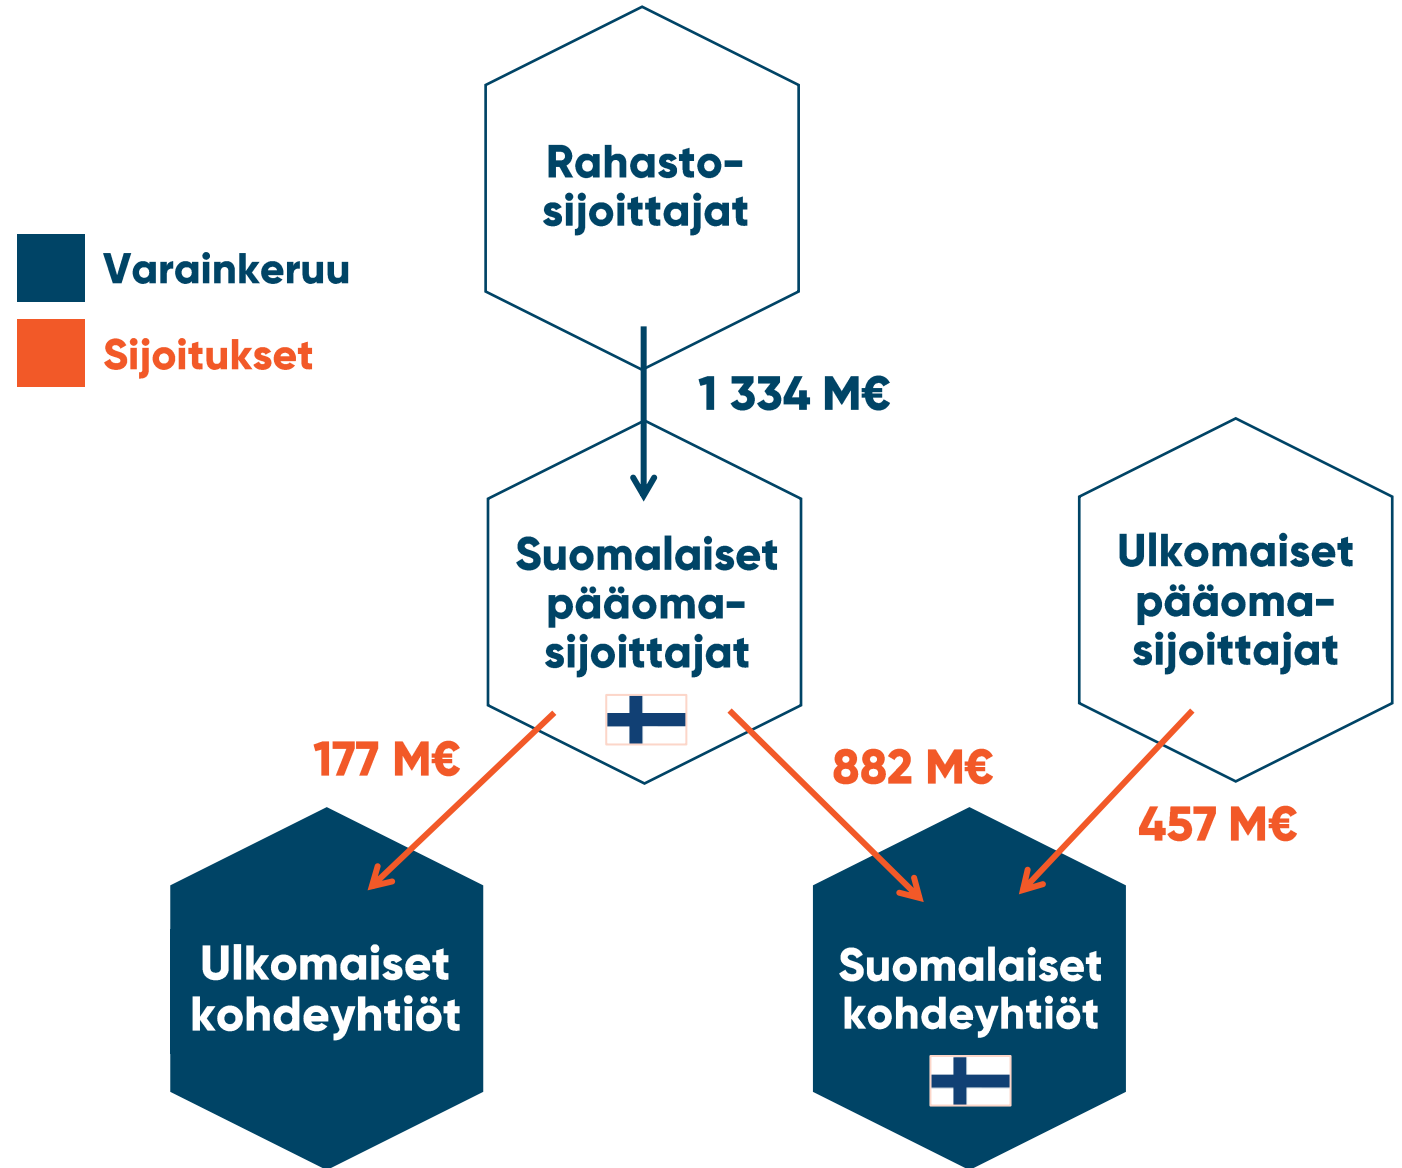 Rahasto-
sijoittajat
Varainkeruu
Sijoitukset
1 334 M€
Suomalaiset
pääoma-
sijoittajat
Ulkomaiset
pääoma-
sijoittajat
177 M€
882 M€
457 M€
Ulkomaiset
kohdeyhtiöt
Suomalaiset
kohdeyhtiöt